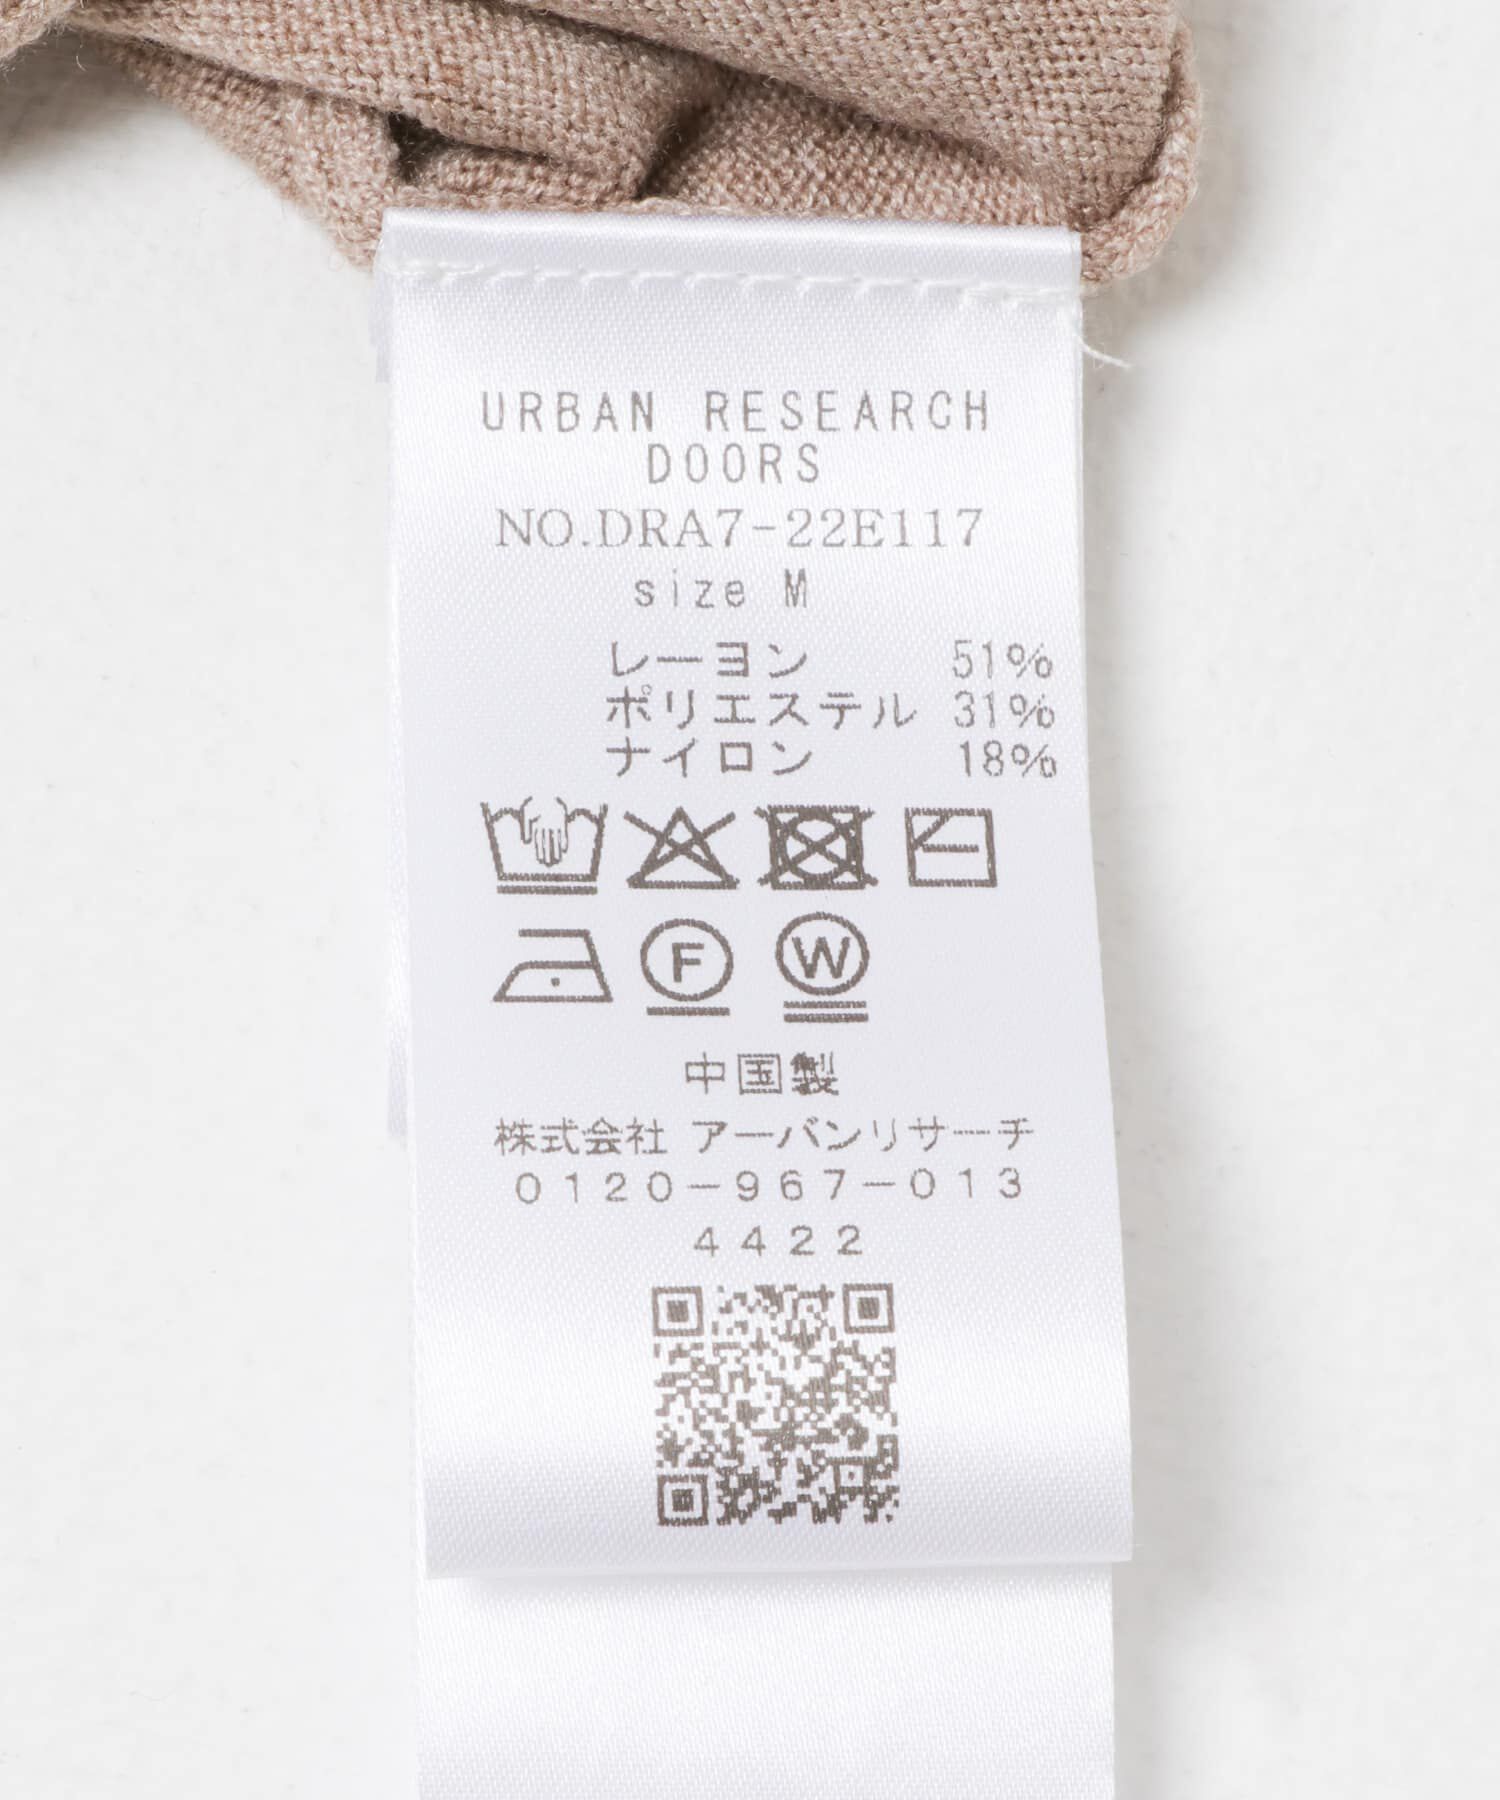 URBAN RESEARCH
DOORS
NO.DRA7-22E117
size M
レーヨン 51%
ポリエステル 31%
ナイロン 18%
F W
中国製
株式会社 アーバンリサーチ
0120-967-013
4422